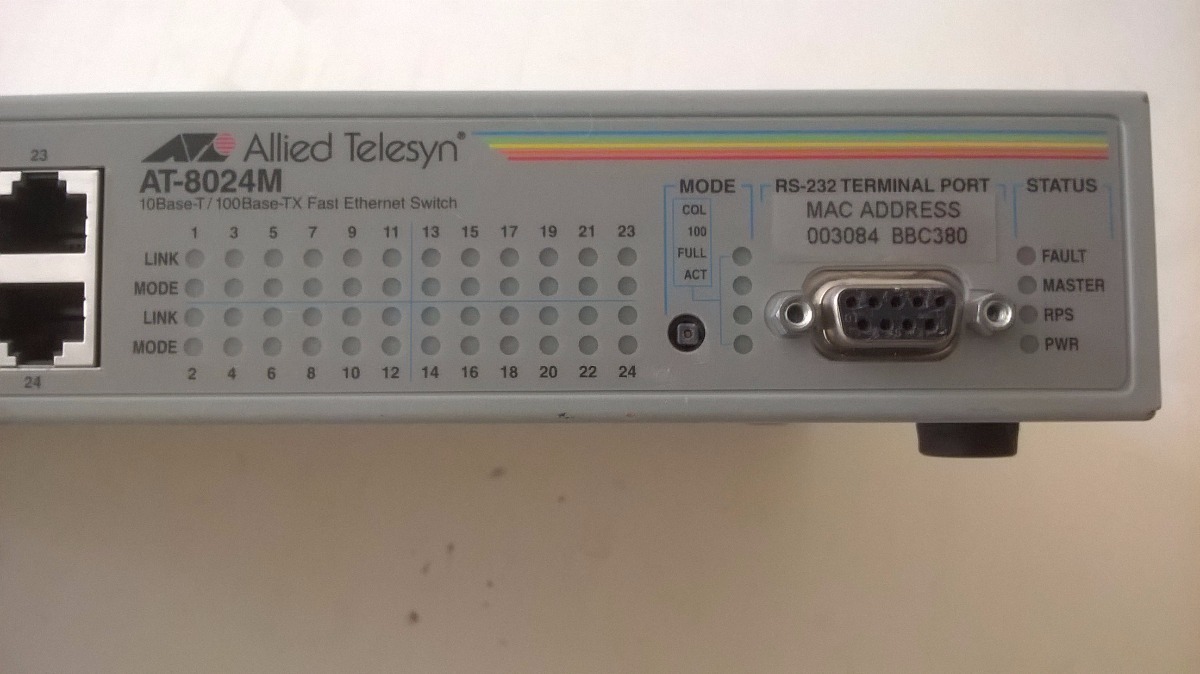 23
24
Allied Telesyn®
AT-8024M
10Base-T/100Base-TX Fast Ethernet Switch
1 3 5 7 9 11 13 15 17 19 21 23
LINK
MODE
LINK
MODE
2 4 6 8 10 12 14 16 18 20 22 24
MODE
COL
100
FULL
ACT
RS-232 TERMINAL PORT
MAC ADDRESS
003084 BBC380
STATUS
FAULT
MASTER
RPS
PWR